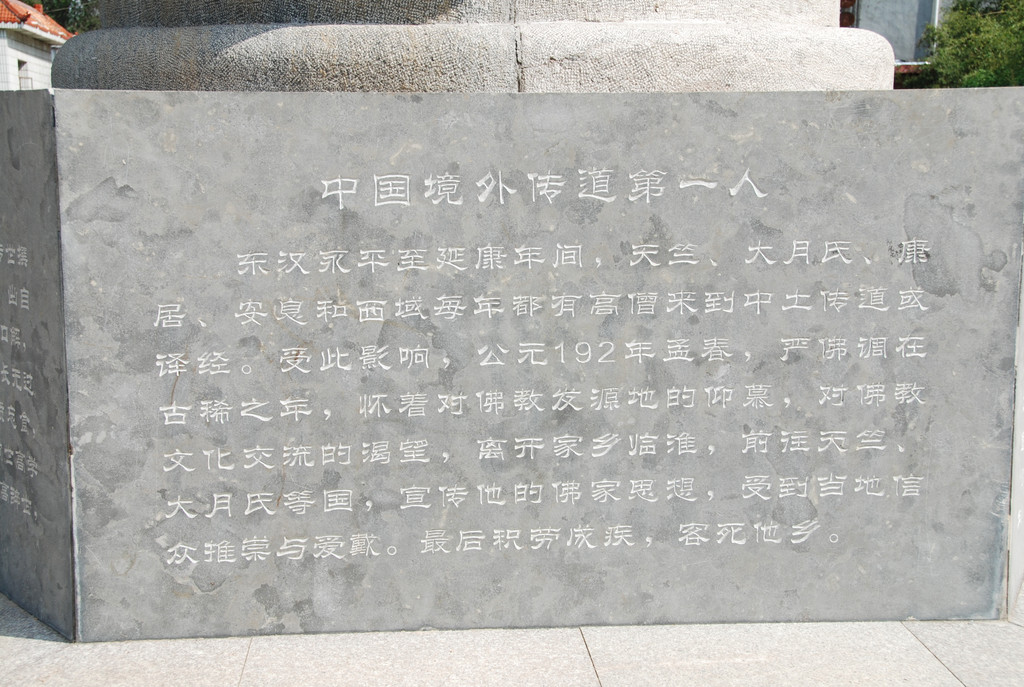 中国境外传道第一人
东汉永平至延康年间，天竺、大月氏、康
居、安息和西域每年都有高僧来到中土传道或
译经。受此影响，公元192年孟春，严佛调在
古稀之年，怀着对佛教发源地的仰慕，对佛教
文化交流的渴望，离开家乡临淮，前往天竺、
大月氏等国，宣传他的佛家思想，受到当地信
众推崇与爱戴。最后积劳成疾，客死他乡。